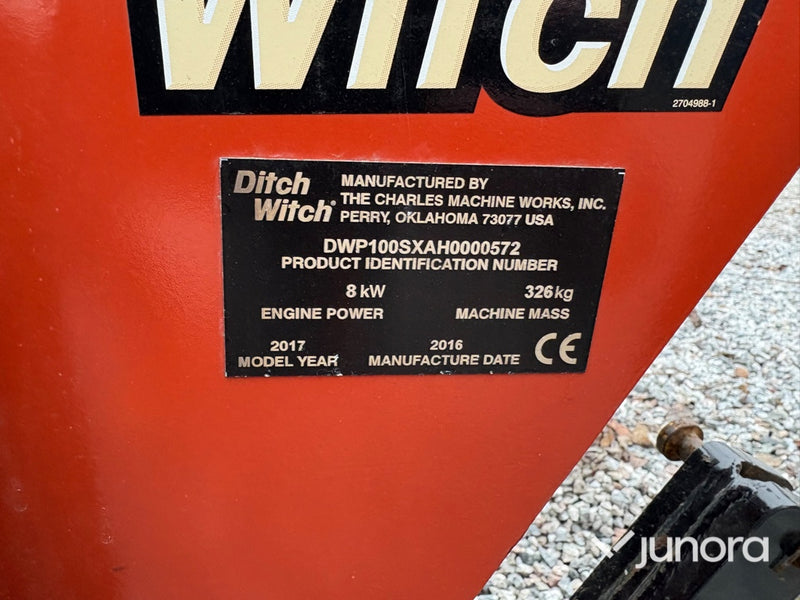 Witch
2704988-1
Ditch Witch®
MANUFACTURED BY
THE CHARLES MACHINE WORKS, INC.
PERRY, OKLAHOMA 73077 USA
DWP100SXAH0000572
PRODUCT IDENTIFICATION NUMBER
8 kW 326 kg
ENGINE POWER MACHINE MASS
2017 2016
MODEL YEAR MANUFACTURE DATE CE
junora